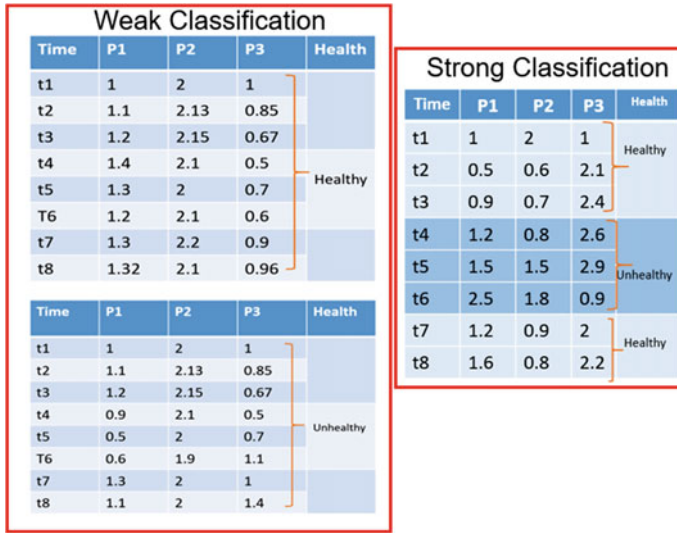 Weak Classification
Time P1 P2 P3 Health
t1 1 2 1
t2 1.1 2.13 0.85
t3 1.2 2.15 0.67
t4 1.4 2.1 0.5
Healthy
t5 1.3 2 0.7
T6 1.2 2.1 0.6
t7 1.3 2.2 0.9
t8 1.32 2.1 0.96
Time P1 P2 P3 Health
t1 1 2 1
t2 1.1 2.13 0.85
t3 1.2 2.15 0.67
t4 0.9 2.1 0.5
t5 0.5 2 0.7
Unhealthy
T6 0.6 1.9 1.1
t7 1.3 2 1
t8 1.1 2 1.4
Strong Classification
Time P1 P2 P3 Health
t1 1 2 1
Healthy
t2 0.5 0.6 2.1
t3 0.9 0.7 2.4
t4 1.2 0.8 2.6
t5 1.5 1.5 2.9
Unhealthy
t6 2.5 1.8 0.9
t7 1.2 0.9 2
Healthy
t8 1.6 0.8 2.2